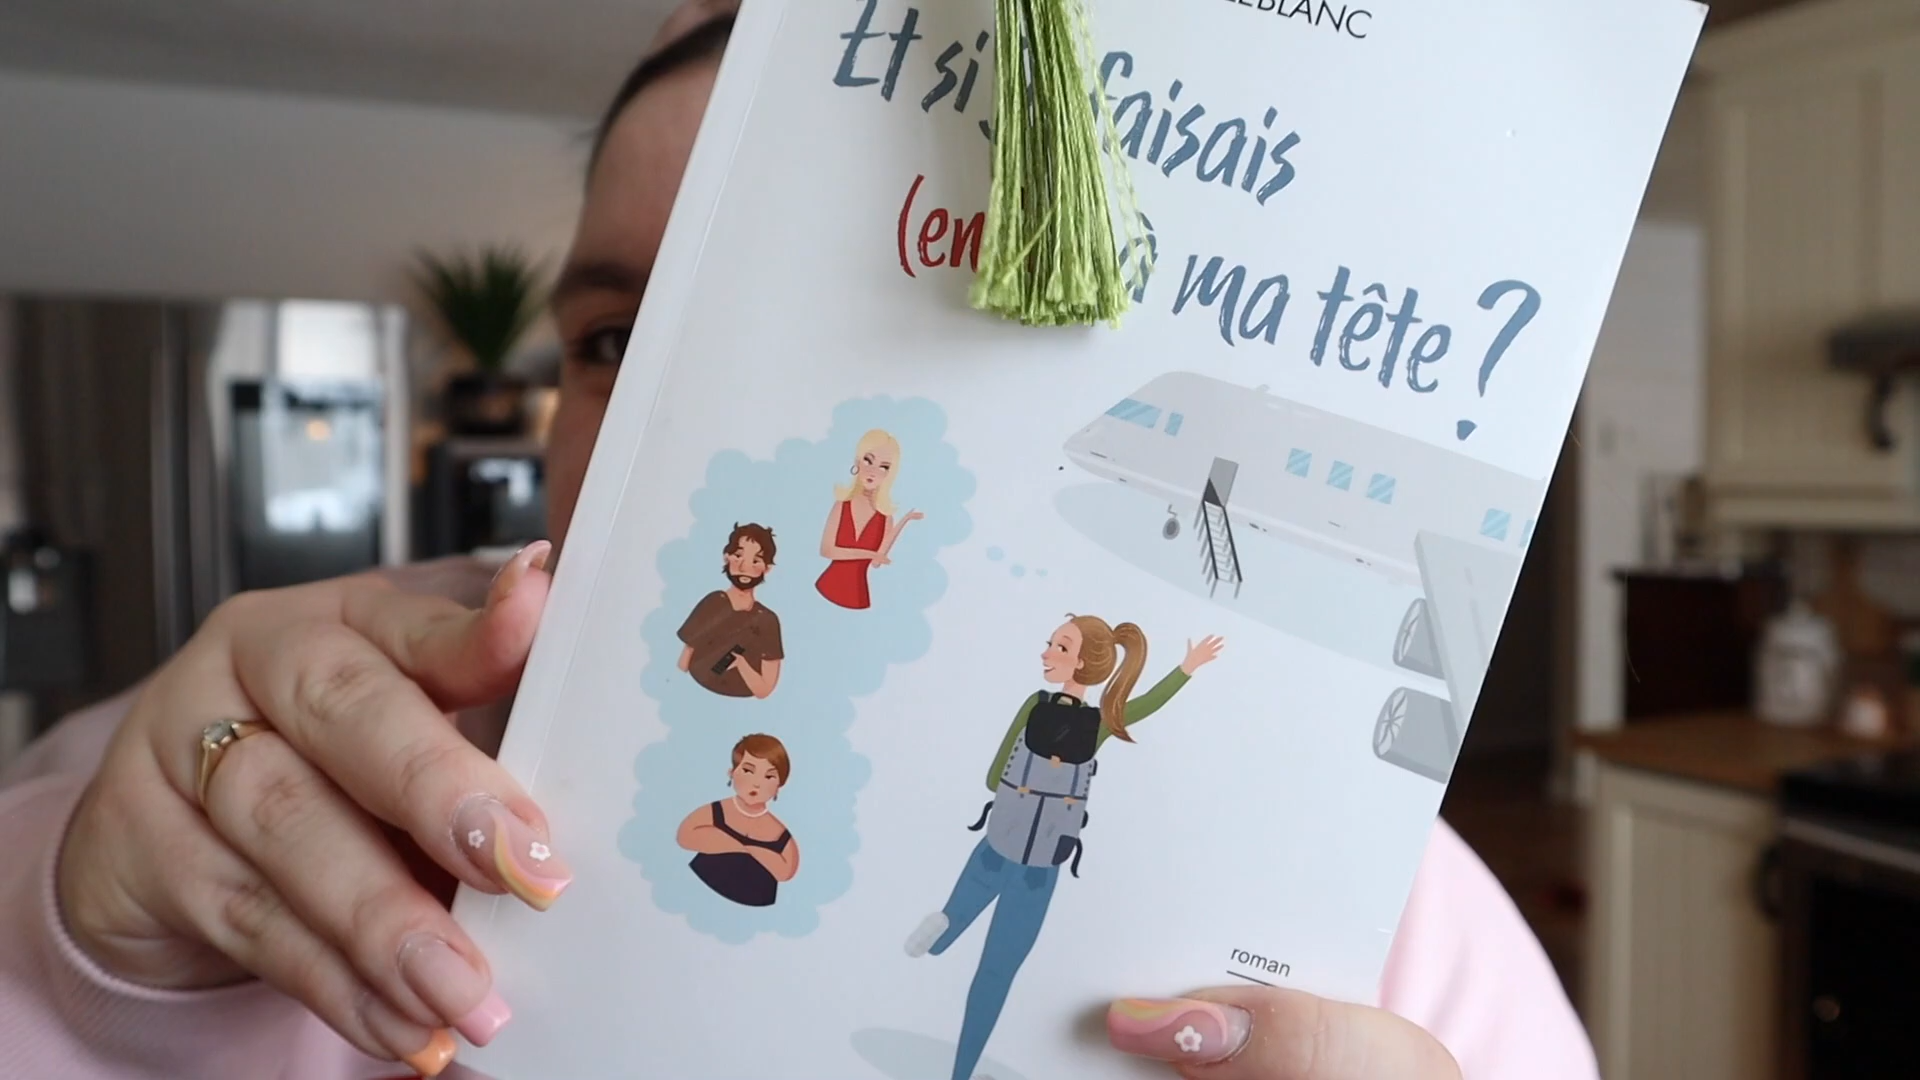 LEBLANC
Et si faisais
(en à ma tête ?
roman